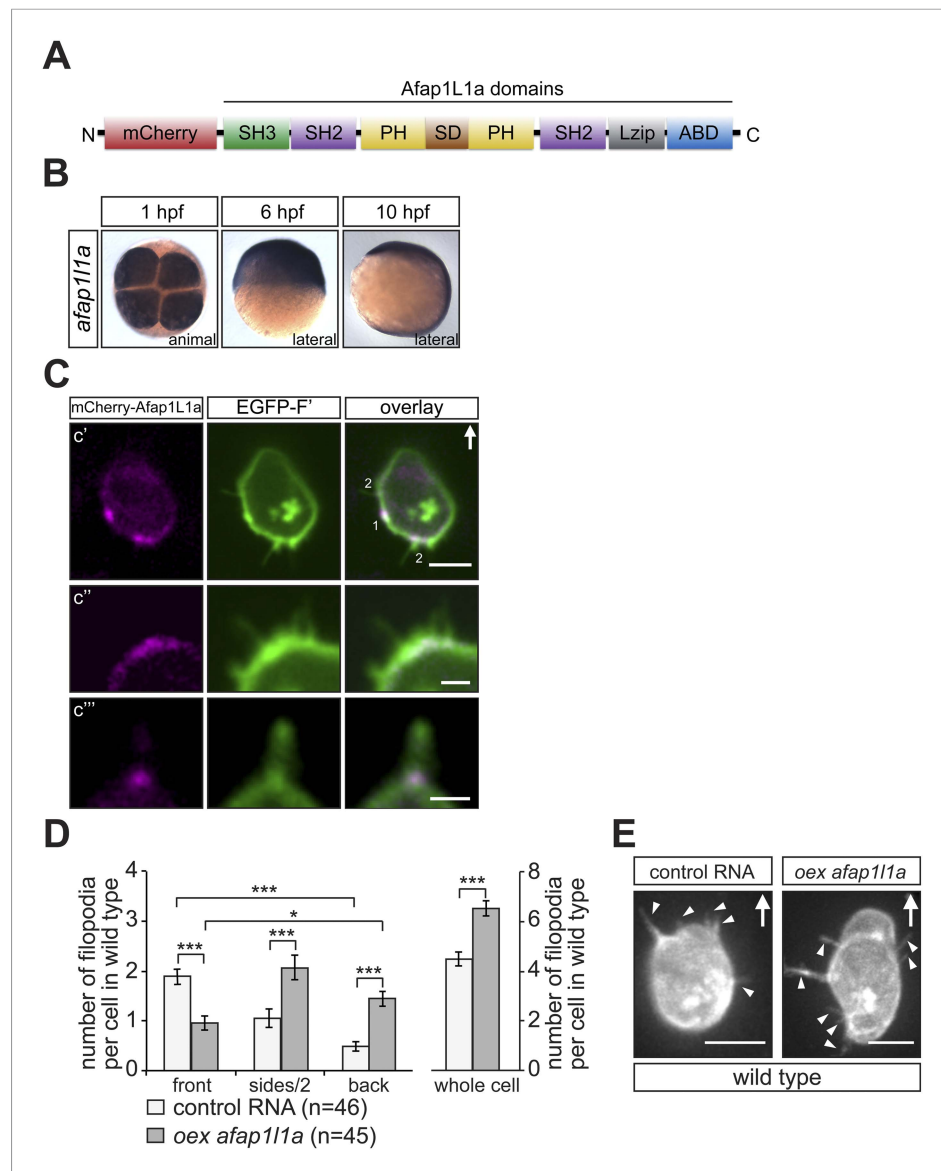 A
Afap1L1a domains
N mCherry SH3 SH2 PH SD PH SH2 Lzip ABD C
B
1 hpf 6 hpf 10 hpf
afap1l1a
animal lateral lateral
C
mCherry-Afap1L1a EGFP-F' overlay
c'
2
1
2
c''
c'''
D
number of filopodia
per cell in wild type
4
3
2
1
0
***
*
***
***
***
***
8
6
4
2
0
number of filopodia
per cell in wild type
front sides/2 back whole cell
control RNA (n=46)
oex afap1l1a (n=45)
E
control RNA oex afap1l1a
wild type